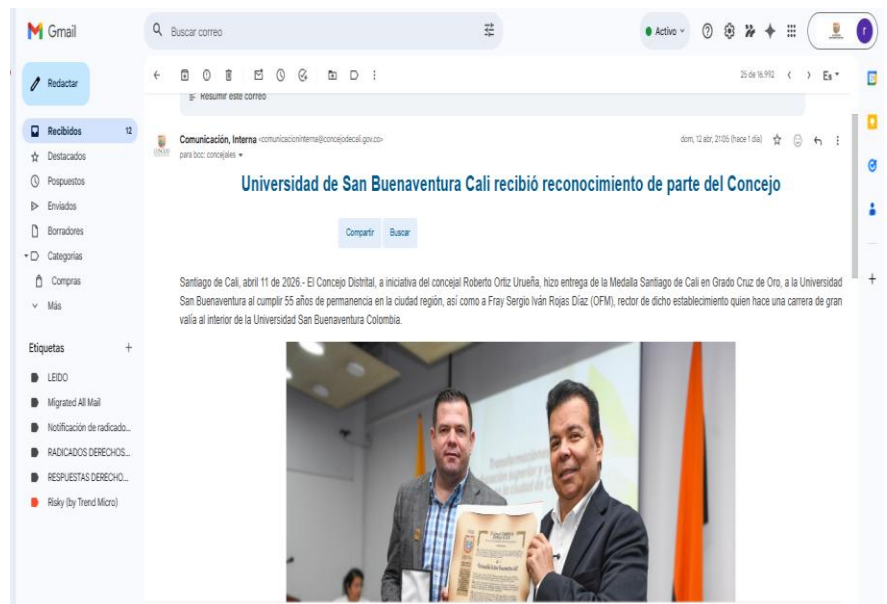 Gmail
Buscar correo
Activo
r
Redactar
25 de 16.992
Es
Resumir este correo
Recibidos 12
Destacados
Pospuestos
Enviados
Borradores
Categorías
Compras
Más
Etiquetas
LEIDO
Migrated All Mail
Notificación de radicado...
RADICADOS DERECHOS...
RESPUESTAS DERECHO...
Risky (by Trend Micro)
Comunicación, Interna <comunicacioninterna@concejodecali.gov.co>
dom, 12 abr, 21:05 (hace 1 día)
para bcc: concejales
Universidad de San Buenaventura Cali recibió reconocimiento de parte del Concejo
Compartir Buscar
Santiago de Cali, abril 11 de 2026.- El Concejo Distrital, a iniciativa del concejal Roberto Ortiz Urueña, hizo entrega de la Medalla Santiago de Cali en Grado Cruz de Oro, a la Universidad
San Buenaventura al cumplir 55 años de permanencia en la ciudad región, así como a Fray Sergio Iván Rojas Díaz (OFM), rector de dicho establecimiento quien hace una carrera de gran
valía al interior de la Universidad San Buenaventura Colombia.